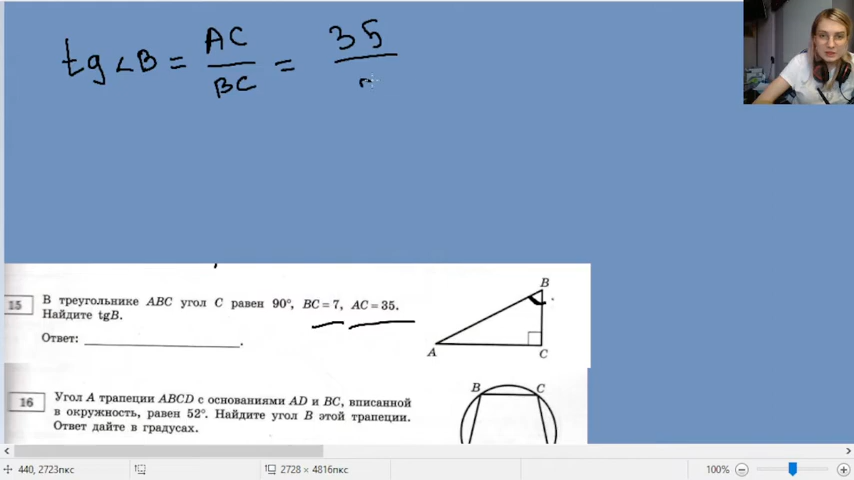 tg∠B = AC/BC = 35/
15 В треугольнике ABC угол C равен 90°, BC = 7, AC = 35.
Найдите tgB.
Ответ: ____________________.
B
A
C
16 Угол A трапеции ABCD с основаниями AD и BC, вписанной
в окружность, равен 52°. Найдите угол B этой трапеции.
Ответ дайте в градусах.
B C
440, 2723пкс
2728 × 4816пкс
100%